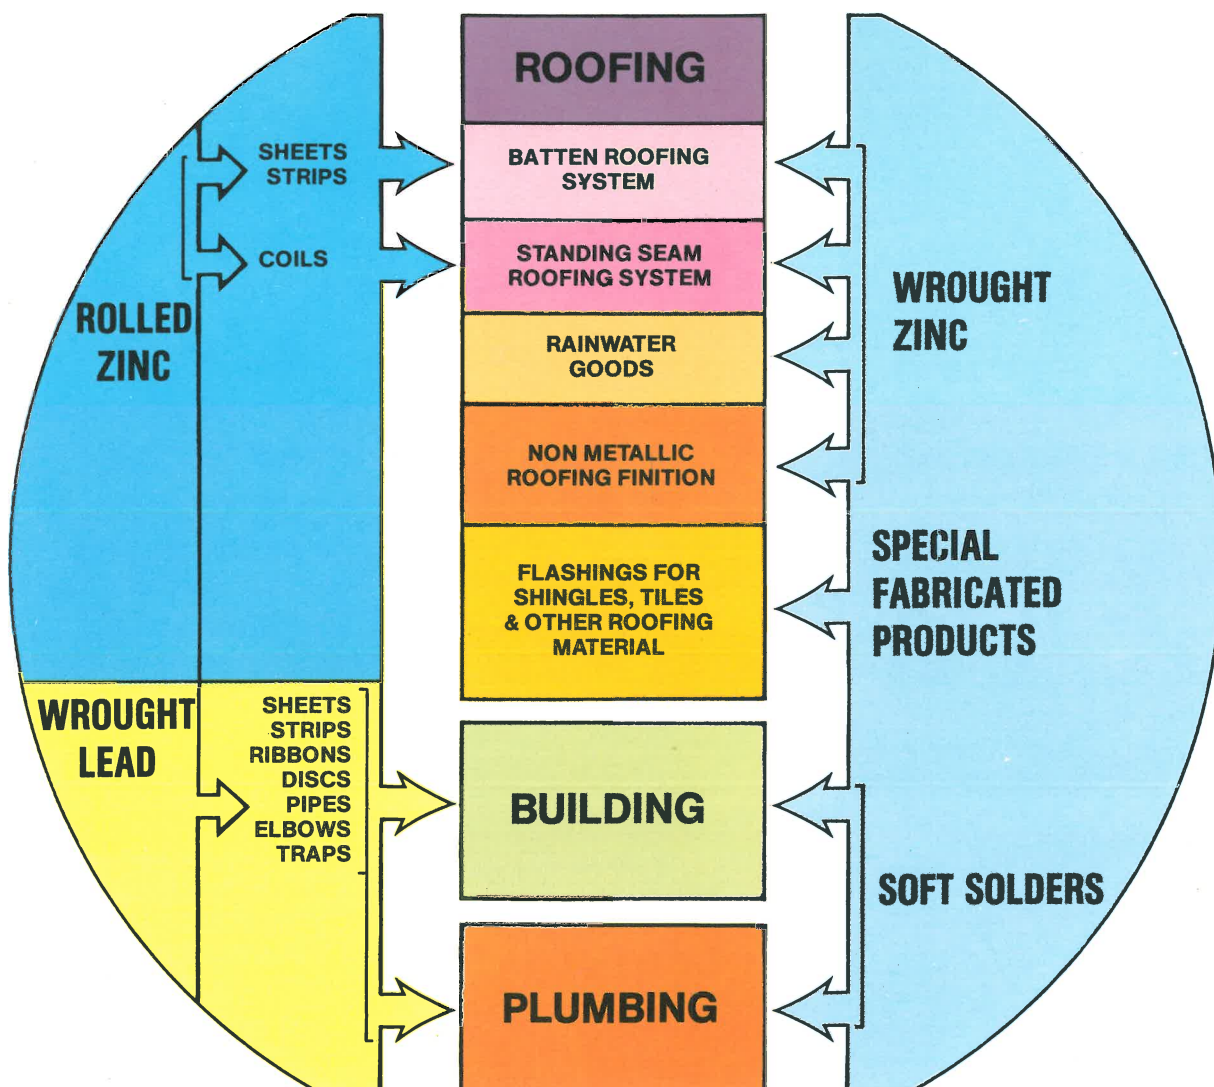 ROOFING
SHEETS
STRIPS
COILS
ROLLED
ZINC
WROUGHT
LEAD
SHEETS
STRIPS
RIBBONS
DISCS
PIPES
ELBOWS
TRAPS
BATTEN ROOFING
SYSTEM
STANDING SEAM
ROOFING SYSTEM
RAINWATER
GOODS
NON METALLIC
ROOFING FINITION
FLASHINGS FOR
SHINGLES, TILES
& OTHER ROOFING
MATERIAL
BUILDING
PLUMBING
WROUGHT
ZINC
SPECIAL
FABRICATED
PRODUCTS
SOFT SOLDERS